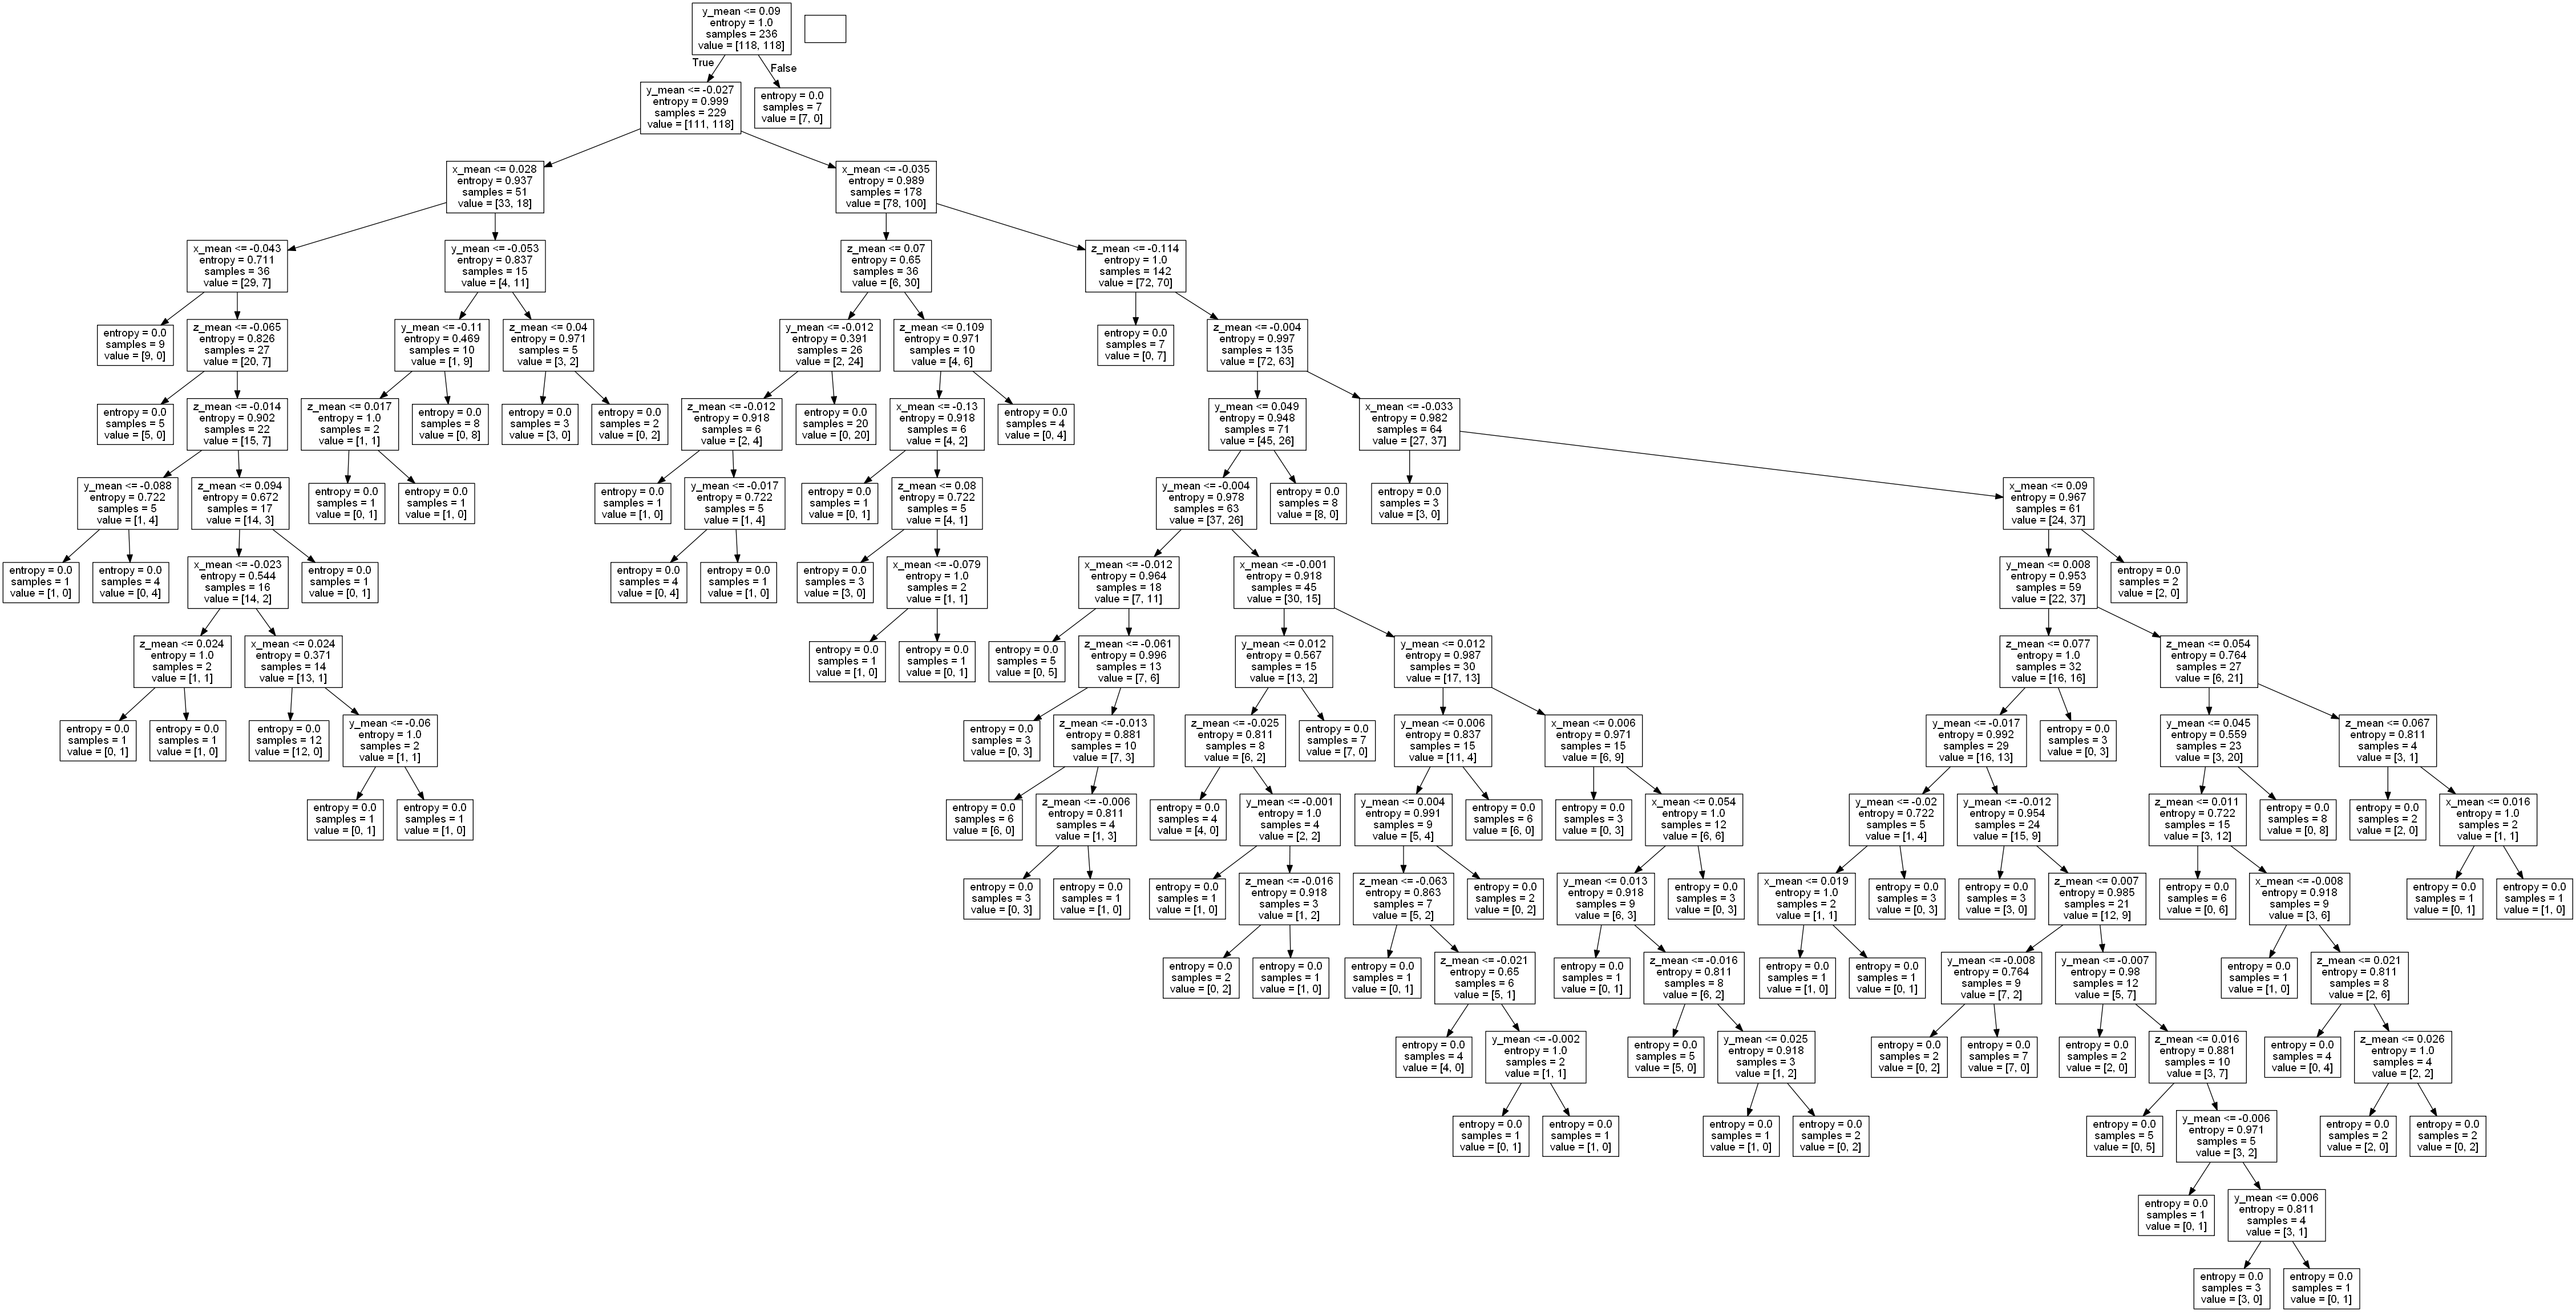 y_mean <= 0.09
entropy = 1.0
samples = 236
value = [118, 118]
True
False
y_mean <= -0.027
entropy = 0.999
samples = 229
value = [111, 118]
entropy = 0.0
samples = 7
value = [7, 0]
x_mean <= 0.028
entropy = 0.937
samples = 51
value = [33, 18]
x_mean <= -0.035
entropy = 0.989
samples = 178
value = [78, 100]
x_mean <= -0.043
entropy = 0.711
samples = 36
value = [29, 7]
y_mean <= -0.053
entropy = 0.837
samples = 15
value = [4, 11]
z_mean <= 0.07
entropy = 0.65
samples = 36
value = [6, 30]
z_mean <= -0.114
entropy = 1.0
samples = 142
value = [72, 70]
entropy = 0.0
samples = 9
value = [9, 0]
z_mean <= -0.065
entropy = 0.826
samples = 27
value = [20, 7]
y_mean <= -0.11
entropy = 0.469
samples = 10
value = [1, 9]
z_mean <= 0.04
entropy = 0.971
samples = 5
value = [3, 2]
y_mean <= -0.012
entropy = 0.391
samples = 26
value = [2, 24]
z_mean <= 0.109
entropy = 0.971
samples = 10
value = [4, 6]
entropy = 0.0
samples = 7
value = [0, 7]
z_mean <= -0.004
entropy = 0.997
samples = 135
value = [72, 63]
entropy = 0.0
samples = 5
value = [5, 0]
z_mean <= -0.014
entropy = 0.902
samples = 22
value = [15, 7]
z_mean <= 0.017
entropy = 1.0
samples = 2
value = [1, 1]
entropy = 0.0
samples = 8
value = [0, 8]
entropy = 0.0
samples = 3
value = [3, 0]
entropy = 0.0
samples = 2
value = [0, 2]
z_mean <= -0.012
entropy = 0.918
samples = 6
value = [2, 4]
entropy = 0.0
samples = 20
value = [0, 20]
x_mean <= -0.13
entropy = 0.918
samples = 6
value = [4, 2]
entropy = 0.0
samples = 4
value = [0, 4]
y_mean <= 0.049
entropy = 0.948
samples = 71
value = [45, 26]
x_mean <= -0.033
entropy = 0.982
samples = 64
value = [27, 37]
y_mean <= -0.088
entropy = 0.722
samples = 5
value = [1, 4]
z_mean <= 0.094
entropy = 0.672
samples = 17
value = [14, 3]
entropy = 0.0
samples = 1
value = [0, 1]
entropy = 0.0
samples = 1
value = [1, 0]
entropy = 0.0
samples = 1
value = [1, 0]
y_mean <= -0.017
entropy = 0.722
samples = 5
value = [1, 4]
entropy = 0.0
samples = 1
value = [0, 1]
z_mean <= 0.08
entropy = 0.722
samples = 5
value = [4, 1]
y_mean <= -0.004
entropy = 0.978
samples = 63
value = [37, 26]
entropy = 0.0
samples = 8
value = [8, 0]
entropy = 0.0
samples = 3
value = [3, 0]
x_mean <= 0.09
entropy = 0.967
samples = 61
value = [24, 37]
entropy = 0.0
samples = 1
value = [1, 0]
entropy = 0.0
samples = 4
value = [0, 4]
x_mean <= -0.023
entropy = 0.544
samples = 16
value = [14, 2]
entropy = 0.0
samples = 1
value = [0, 1]
entropy = 0.0
samples = 4
value = [0, 4]
entropy = 0.0
samples = 1
value = [1, 0]
entropy = 0.0
samples = 3
value = [3, 0]
x_mean <= -0.079
entropy = 1.0
samples = 2
value = [1, 1]
x_mean <= -0.012
entropy = 0.964
samples = 18
value = [7, 11]
x_mean <= -0.001
entropy = 0.918
samples = 45
value = [30, 15]
y_mean <= 0.008
entropy = 0.953
samples = 59
value = [22, 37]
entropy = 0.0
samples = 2
value = [2, 0]
z_mean <= 0.024
entropy = 1.0
samples = 2
value = [1, 1]
x_mean <= 0.024
entropy = 0.371
samples = 14
value = [13, 1]
entropy = 0.0
samples = 1
value = [1, 0]
entropy = 0.0
samples = 1
value = [0, 1]
entropy = 0.0
samples = 5
value = [0, 5]
z_mean <= -0.061
entropy = 0.996
samples = 13
value = [7, 6]
y_mean <= 0.012
entropy = 0.567
samples = 15
value = [13, 2]
y_mean <= 0.012
entropy = 0.987
samples = 30
value = [17, 13]
z_mean <= 0.077
entropy = 1.0
samples = 32
value = [16, 16]
z_mean <= 0.054
entropy = 0.764
samples = 27
value = [6, 21]
entropy = 0.0
samples = 1
value = [0, 1]
entropy = 0.0
samples = 1
value = [1, 0]
entropy = 0.0
samples = 12
value = [12, 0]
y_mean <= -0.06
entropy = 1.0
samples = 2
value = [1, 1]
entropy = 0.0
samples = 3
value = [0, 3]
z_mean <= -0.013
entropy = 0.881
samples = 10
value = [7, 3]
z_mean <= -0.025
entropy = 0.811
samples = 8
value = [6, 2]
entropy = 0.0
samples = 7
value = [7, 0]
y_mean <= 0.006
entropy = 0.837
samples = 15
value = [11, 4]
x_mean <= 0.006
entropy = 0.971
samples = 15
value = [6, 9]
y_mean <= -0.017
entropy = 0.992
samples = 29
value = [16, 13]
entropy = 0.0
samples = 3
value = [0, 3]
y_mean <= 0.045
entropy = 0.559
samples = 23
value = [3, 20]
z_mean <= 0.067
entropy = 0.811
samples = 4
value = [3, 1]
entropy = 0.0
samples = 1
value = [0, 1]
entropy = 0.0
samples = 1
value = [1, 0]
entropy = 0.0
samples = 6
value = [6, 0]
z_mean <= -0.006
entropy = 0.811
samples = 4
value = [1, 3]
entropy = 0.0
samples = 4
value = [4, 0]
y_mean <= -0.001
entropy = 1.0
samples = 4
value = [2, 2]
y_mean <= 0.004
entropy = 0.991
samples = 9
value = [5, 4]
entropy = 0.0
samples = 6
value = [6, 0]
entropy = 0.0
samples = 3
value = [0, 3]
x_mean <= 0.054
entropy = 1.0
samples = 12
value = [6, 6]
y_mean <= -0.02
entropy = 0.722
samples = 5
value = [1, 4]
y_mean <= -0.012
entropy = 0.954
samples = 24
value = [15, 9]
z_mean <= 0.011
entropy = 0.722
samples = 15
value = [3, 12]
entropy = 0.0
samples = 8
value = [0, 8]
entropy = 0.0
samples = 2
value = [2, 0]
x_mean <= 0.016
entropy = 1.0
samples = 2
value = [1, 1]
entropy = 0.0
samples = 3
value = [0, 3]
entropy = 0.0
samples = 1
value = [1, 0]
entropy = 0.0
samples = 1
value = [1, 0]
z_mean <= -0.016
entropy = 0.918
samples = 3
value = [1, 2]
z_mean <= -0.063
entropy = 0.863
samples = 7
value = [5, 2]
entropy = 0.0
samples = 2
value = [0, 2]
y_mean <= 0.013
entropy = 0.918
samples = 9
value = [6, 3]
entropy = 0.0
samples = 3
value = [0, 3]
x_mean <= 0.019
entropy = 1.0
samples = 2
value = [1, 1]
entropy = 0.0
samples = 3
value = [0, 3]
entropy = 0.0
samples = 3
value = [3, 0]
z_mean <= 0.007
entropy = 0.985
samples = 21
value = [12, 9]
entropy = 0.0
samples = 6
value = [0, 6]
x_mean <= -0.008
entropy = 0.918
samples = 9
value = [3, 6]
entropy = 0.0
samples = 1
value = [0, 1]
entropy = 0.0
samples = 1
value = [1, 0]
entropy = 0.0
samples = 2
value = [0, 2]
entropy = 0.0
samples = 1
value = [1, 0]
entropy = 0.0
samples = 1
value = [0, 1]
z_mean <= -0.021
entropy = 0.65
samples = 6
value = [5, 1]
entropy = 0.0
samples = 1
value = [0, 1]
z_mean <= -0.016
entropy = 0.811
samples = 8
value = [6, 2]
entropy = 0.0
samples = 1
value = [1, 0]
entropy = 0.0
samples = 1
value = [0, 1]
y_mean <= -0.008
entropy = 0.764
samples = 9
value = [7, 2]
y_mean <= -0.007
entropy = 0.98
samples = 12
value = [5, 7]
entropy = 0.0
samples = 1
value = [1, 0]
z_mean <= 0.021
entropy = 0.811
samples = 8
value = [2, 6]
entropy = 0.0
samples = 4
value = [4, 0]
y_mean <= -0.002
entropy = 1.0
samples = 2
value = [1, 1]
entropy = 0.0
samples = 5
value = [5, 0]
y_mean <= 0.025
entropy = 0.918
samples = 3
value = [1, 2]
entropy = 0.0
samples = 2
value = [0, 2]
entropy = 0.0
samples = 7
value = [7, 0]
entropy = 0.0
samples = 2
value = [2, 0]
z_mean <= 0.016
entropy = 0.881
samples = 10
value = [3, 7]
entropy = 0.0
samples = 4
value = [0, 4]
z_mean <= 0.026
entropy = 1.0
samples = 4
value = [2, 2]
entropy = 0.0
samples = 1
value = [0, 1]
entropy = 0.0
samples = 1
value = [1, 0]
entropy = 0.0
samples = 1
value = [1, 0]
entropy = 0.0
samples = 2
value = [0, 2]
entropy = 0.0
samples = 5
value = [0, 5]
y_mean <= -0.006
entropy = 0.971
samples = 5
value = [3, 2]
entropy = 0.0
samples = 2
value = [2, 0]
entropy = 0.0
samples = 2
value = [0, 2]
entropy = 0.0
samples = 1
value = [0, 1]
y_mean <= 0.006
entropy = 0.811
samples = 4
value = [3, 1]
entropy = 0.0
samples = 3
value = [3, 0]
entropy = 0.0
samples = 1
value = [0, 1]